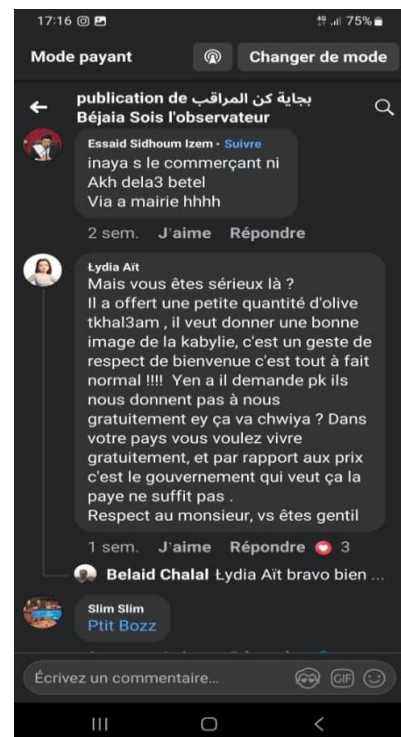 17:16 4G 75%
Mode payant Changer de mode
publication de بجاية كن المراقب
Béjaia Sois l'observateur
Essaid Sidhoum Izem · Suivre
inaya s le commerçant ni
Akh dela3 betel
Via a mairie hhhh
2 sem. J'aime Répondre
Łydia Aït
Mais vous êtes sérieux là ?
Il a offert une petite quantité d'olive
tkhal3am , il veut donner une bonne
image de la kabylie, c'est un geste de
respect de bienvenue c'est tout à fait
normal !!!! Yen a il demande pk ils
nous donnent pas à nous
gratuitement ey ça va chwiya ? Dans
votre pays vous voulez vivre
gratuitement, et par rapport aux prix
c'est le gouvernement qui veut ça la
paye ne suffit pas .
Respect au monsieur, vs êtes gentil
1 sem. J'aime Répondre 3
Belaid Chalal Łydia Aït bravo bien ...
Slim Slim
Ptit Bozz
Écrivez un commentaire...
GIF